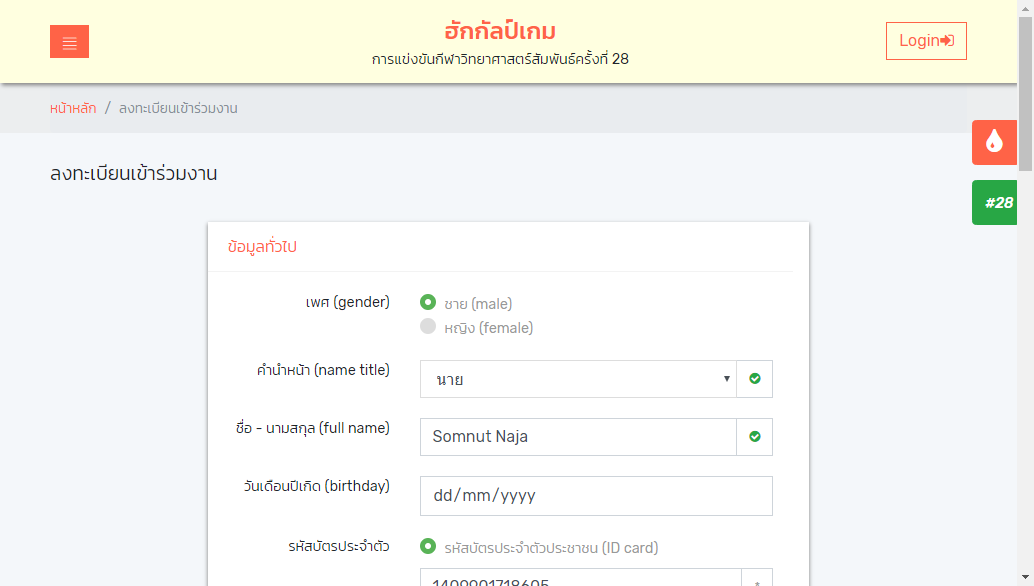 ฮักกัลป์เกม
การแข่งขันกีฬาวิทยาศาสตร์สัมพันธ์ครั้งที่ 28
Login
หน้าหลัก / ลงทะเบียนเข้าร่วมงาน
#28
ลงทะเบียนเข้าร่วมงาน
ข้อมูลทั่วไป
เพศ (gender)
ชาย (male)
หญิง (female)
คำนำหน้า (name title)
นาย
ชื่อ - นามสกุล (full name)
Somnut Naja
วันเดือนปีเกิด (birthday)
dd/mm/yyyy
รหัสบัตรประจำตัว
รหัสบัตรประจำตัวประชาชน (ID card)